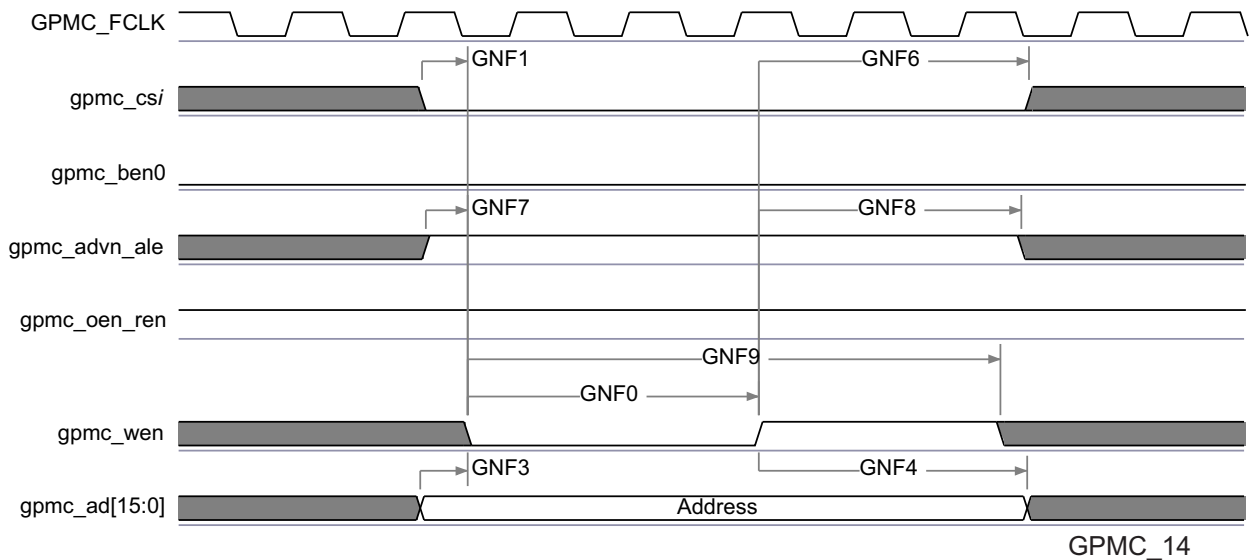 GPMC_FCLK
GNF1
GNF6
gpmc_csi
gpmc_ben0
GNF7
GNF8
gpmc_advn_ale
gpmc_oen_ren
GNF9
GNF0
gpmc_wen
GNF3
GNF4
gpmc_ad[15:0]
Address
GPMC_14